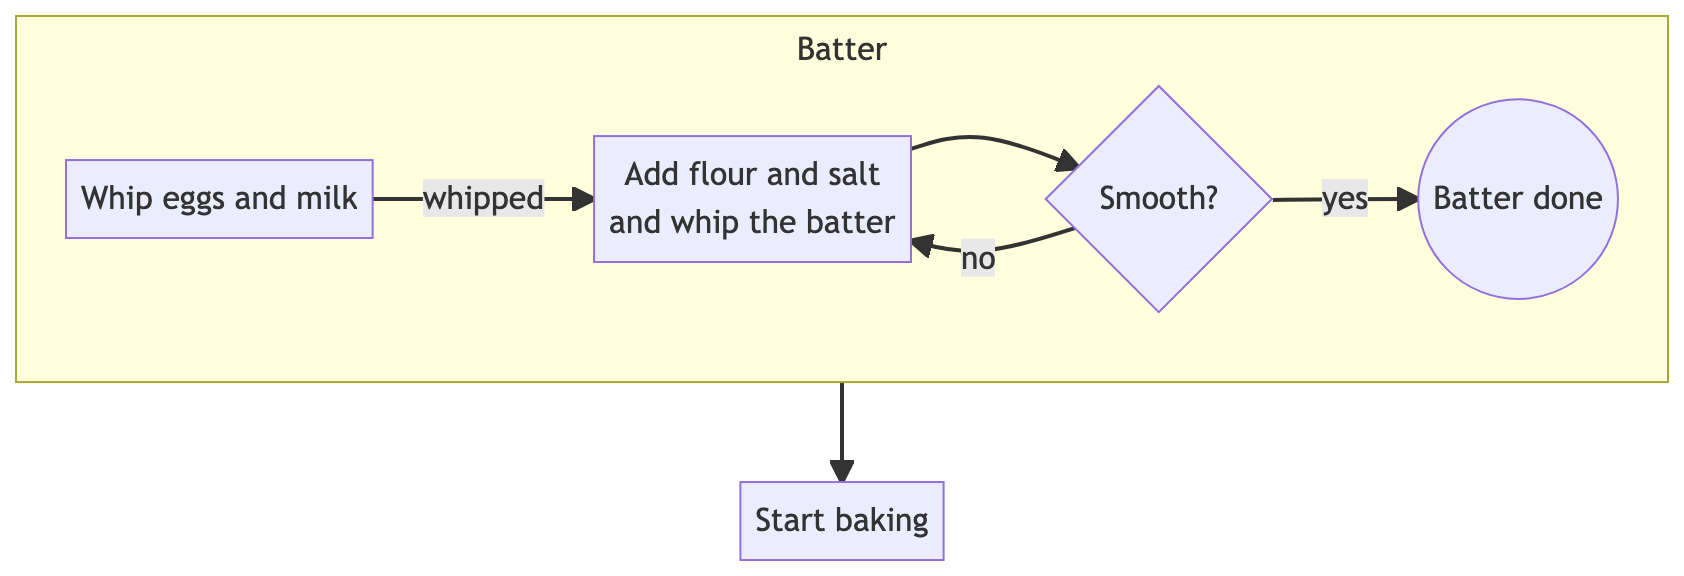 Batter
Whip eggs and milk
whipped
Add flour and salt
and whip the batter
no
Smooth?
yes
Batter done
Start baking